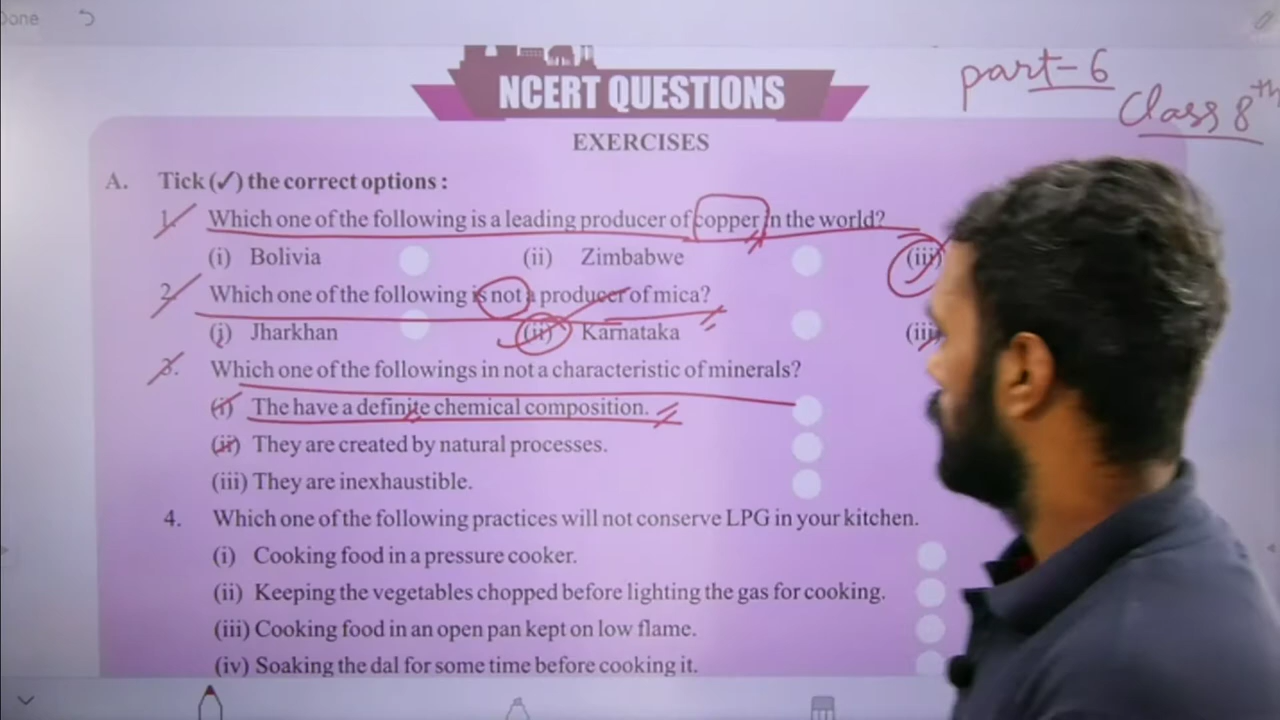 Done
part-6
Class 8th
NCERT QUESTIONS
EXERCISES
A. Tick (✓) the correct options :
1. Which one of the following is a leading producer of copper in the world?
(i) Bolivia (ii) Zimbabwe (iii)
2. Which one of the following is not a producer of mica?
(i) Jharkhan (ii) Karnataka (iii)
3. Which one of the followings in not a characteristic of minerals?
(i) The have a definite chemical composition.
(ii) They are created by natural processes.
(iii) They are inexhaustible.
4. Which one of the following practices will not conserve LPG in your kitchen.
(i) Cooking food in a pressure cooker.
(ii) Keeping the vegetables chopped before lighting the gas for cooking.
(iii) Cooking food in an open pan kept on low flame.
(iv) Soaking the dal for some time before cooking it.